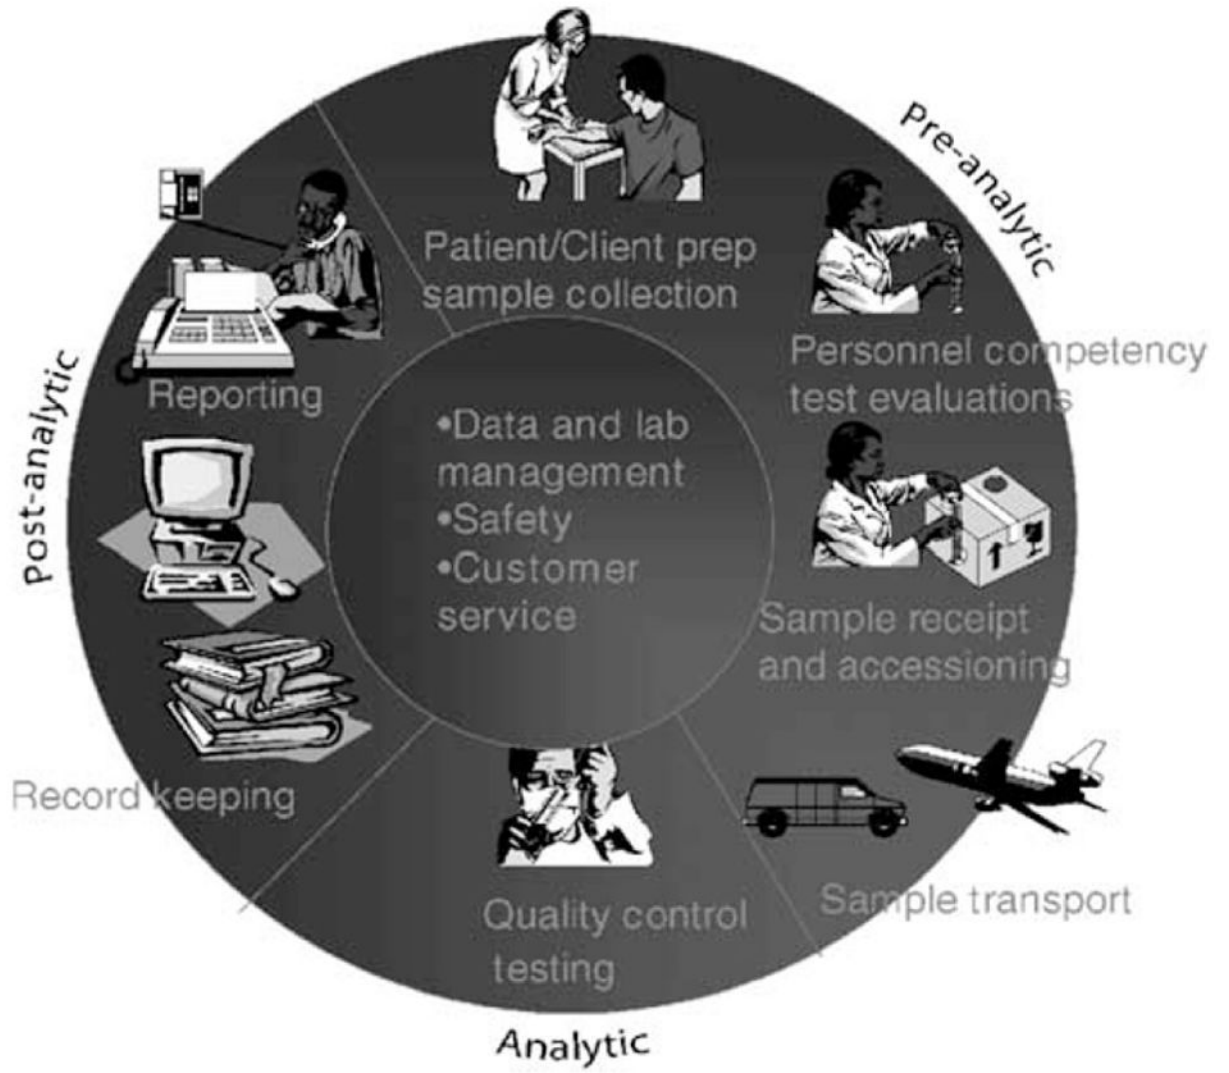 Pre-analytic
Patient/Client prep
sample collection
Personnel competency
test evaluations
Reporting
Post-analytic
•Data and lab
management
•Safety
•Customer
service
Sample receipt
and accessioning
Record keeping
Sample transport
Quality control
testing
Analytic